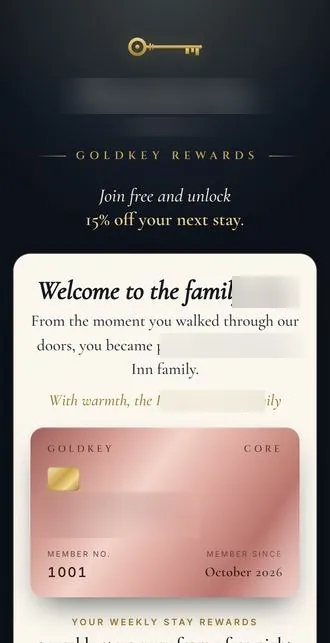 GOLDKEY REWARDS
Join free and unlock
15% off your next stay.
Welcome to the famil
From the moment you walked through our
doors, you became
Inn family.
With warmth, the
GOLDKEY
CORE
MEMBER NO.
MEMBER SINCE
1001
October 2026
YOUR WEEKLY STAY REWARDS